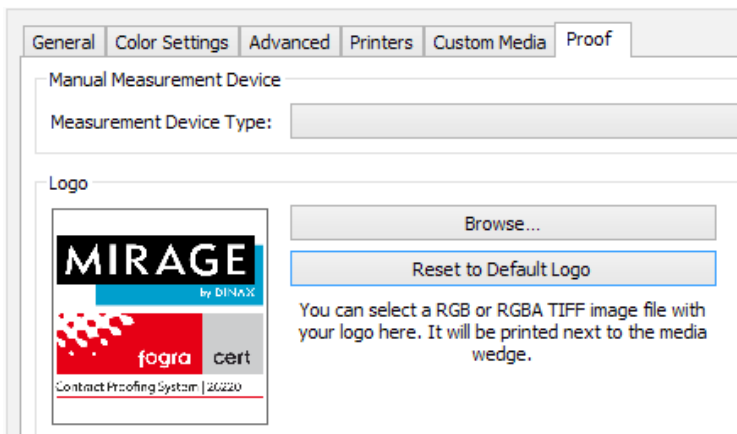 General Color Settings Advanced Printers Custom Media Proof
Manual Measurement Device
Measurement Device Type:
Logo
MIRAGE
by DINAX
fogra cert
Contract Proofing System | 26220
Browse...
Reset to Default Logo
You can select a RGB or RGBA TIFF image file with
your logo here. It will be printed next to the media
wedge.